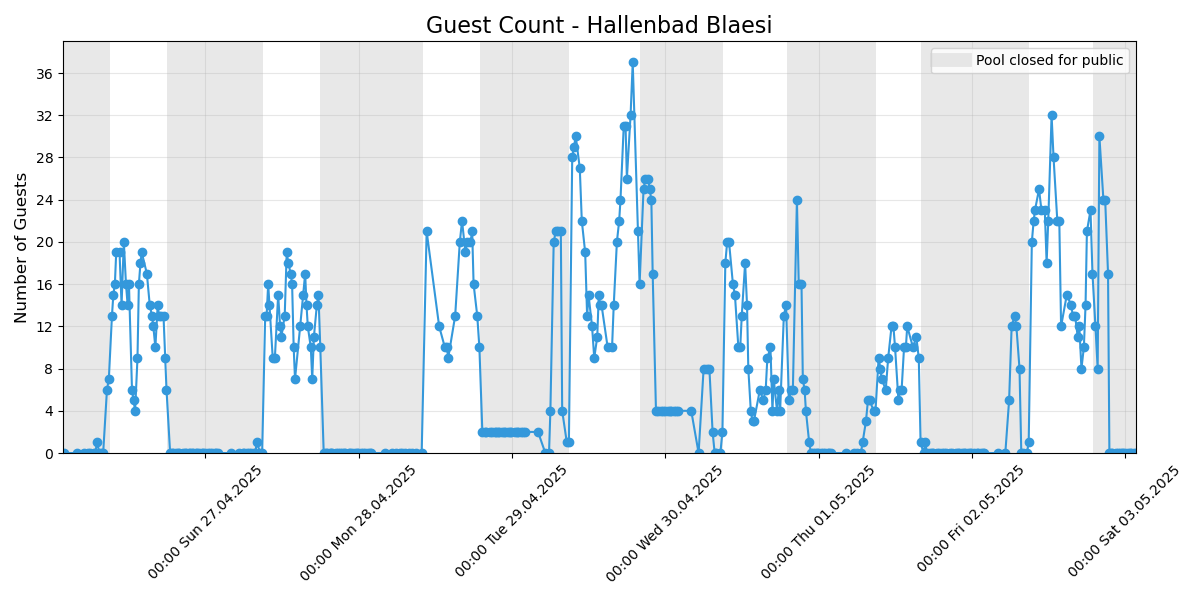 Guest Count - Hallenbad Blaesi
Pool closed for public
Number of Guests
36
32
28
24
20
16
12
8
4
0
00:00 Sun 27.04.2025
00:00 Mon 28.04.2025
00:00 Tue 29.04.2025
00:00 Wed 30.04.2025
00:00 Thu 01.05.2025
00:00 Fri 02.05.2025
00:00 Sat 03.05.2025